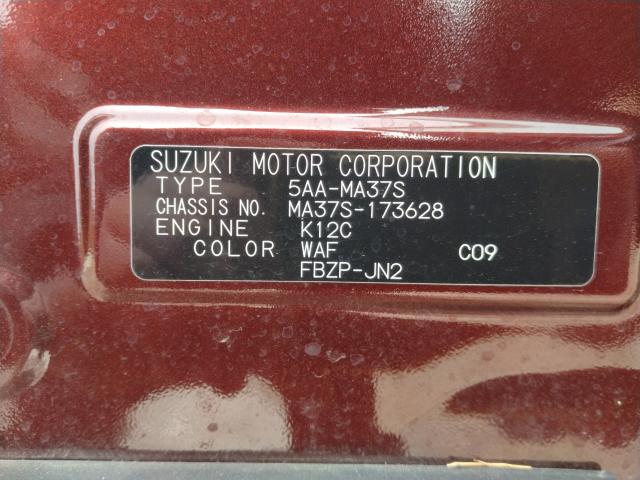 SUZUKI MOTOR CORPORATION
TYPE 5AA-MA37S
CHASSIS NO. MA37S-173628
ENGINE K12C
COLOR WAF C09
FBZP-JN2